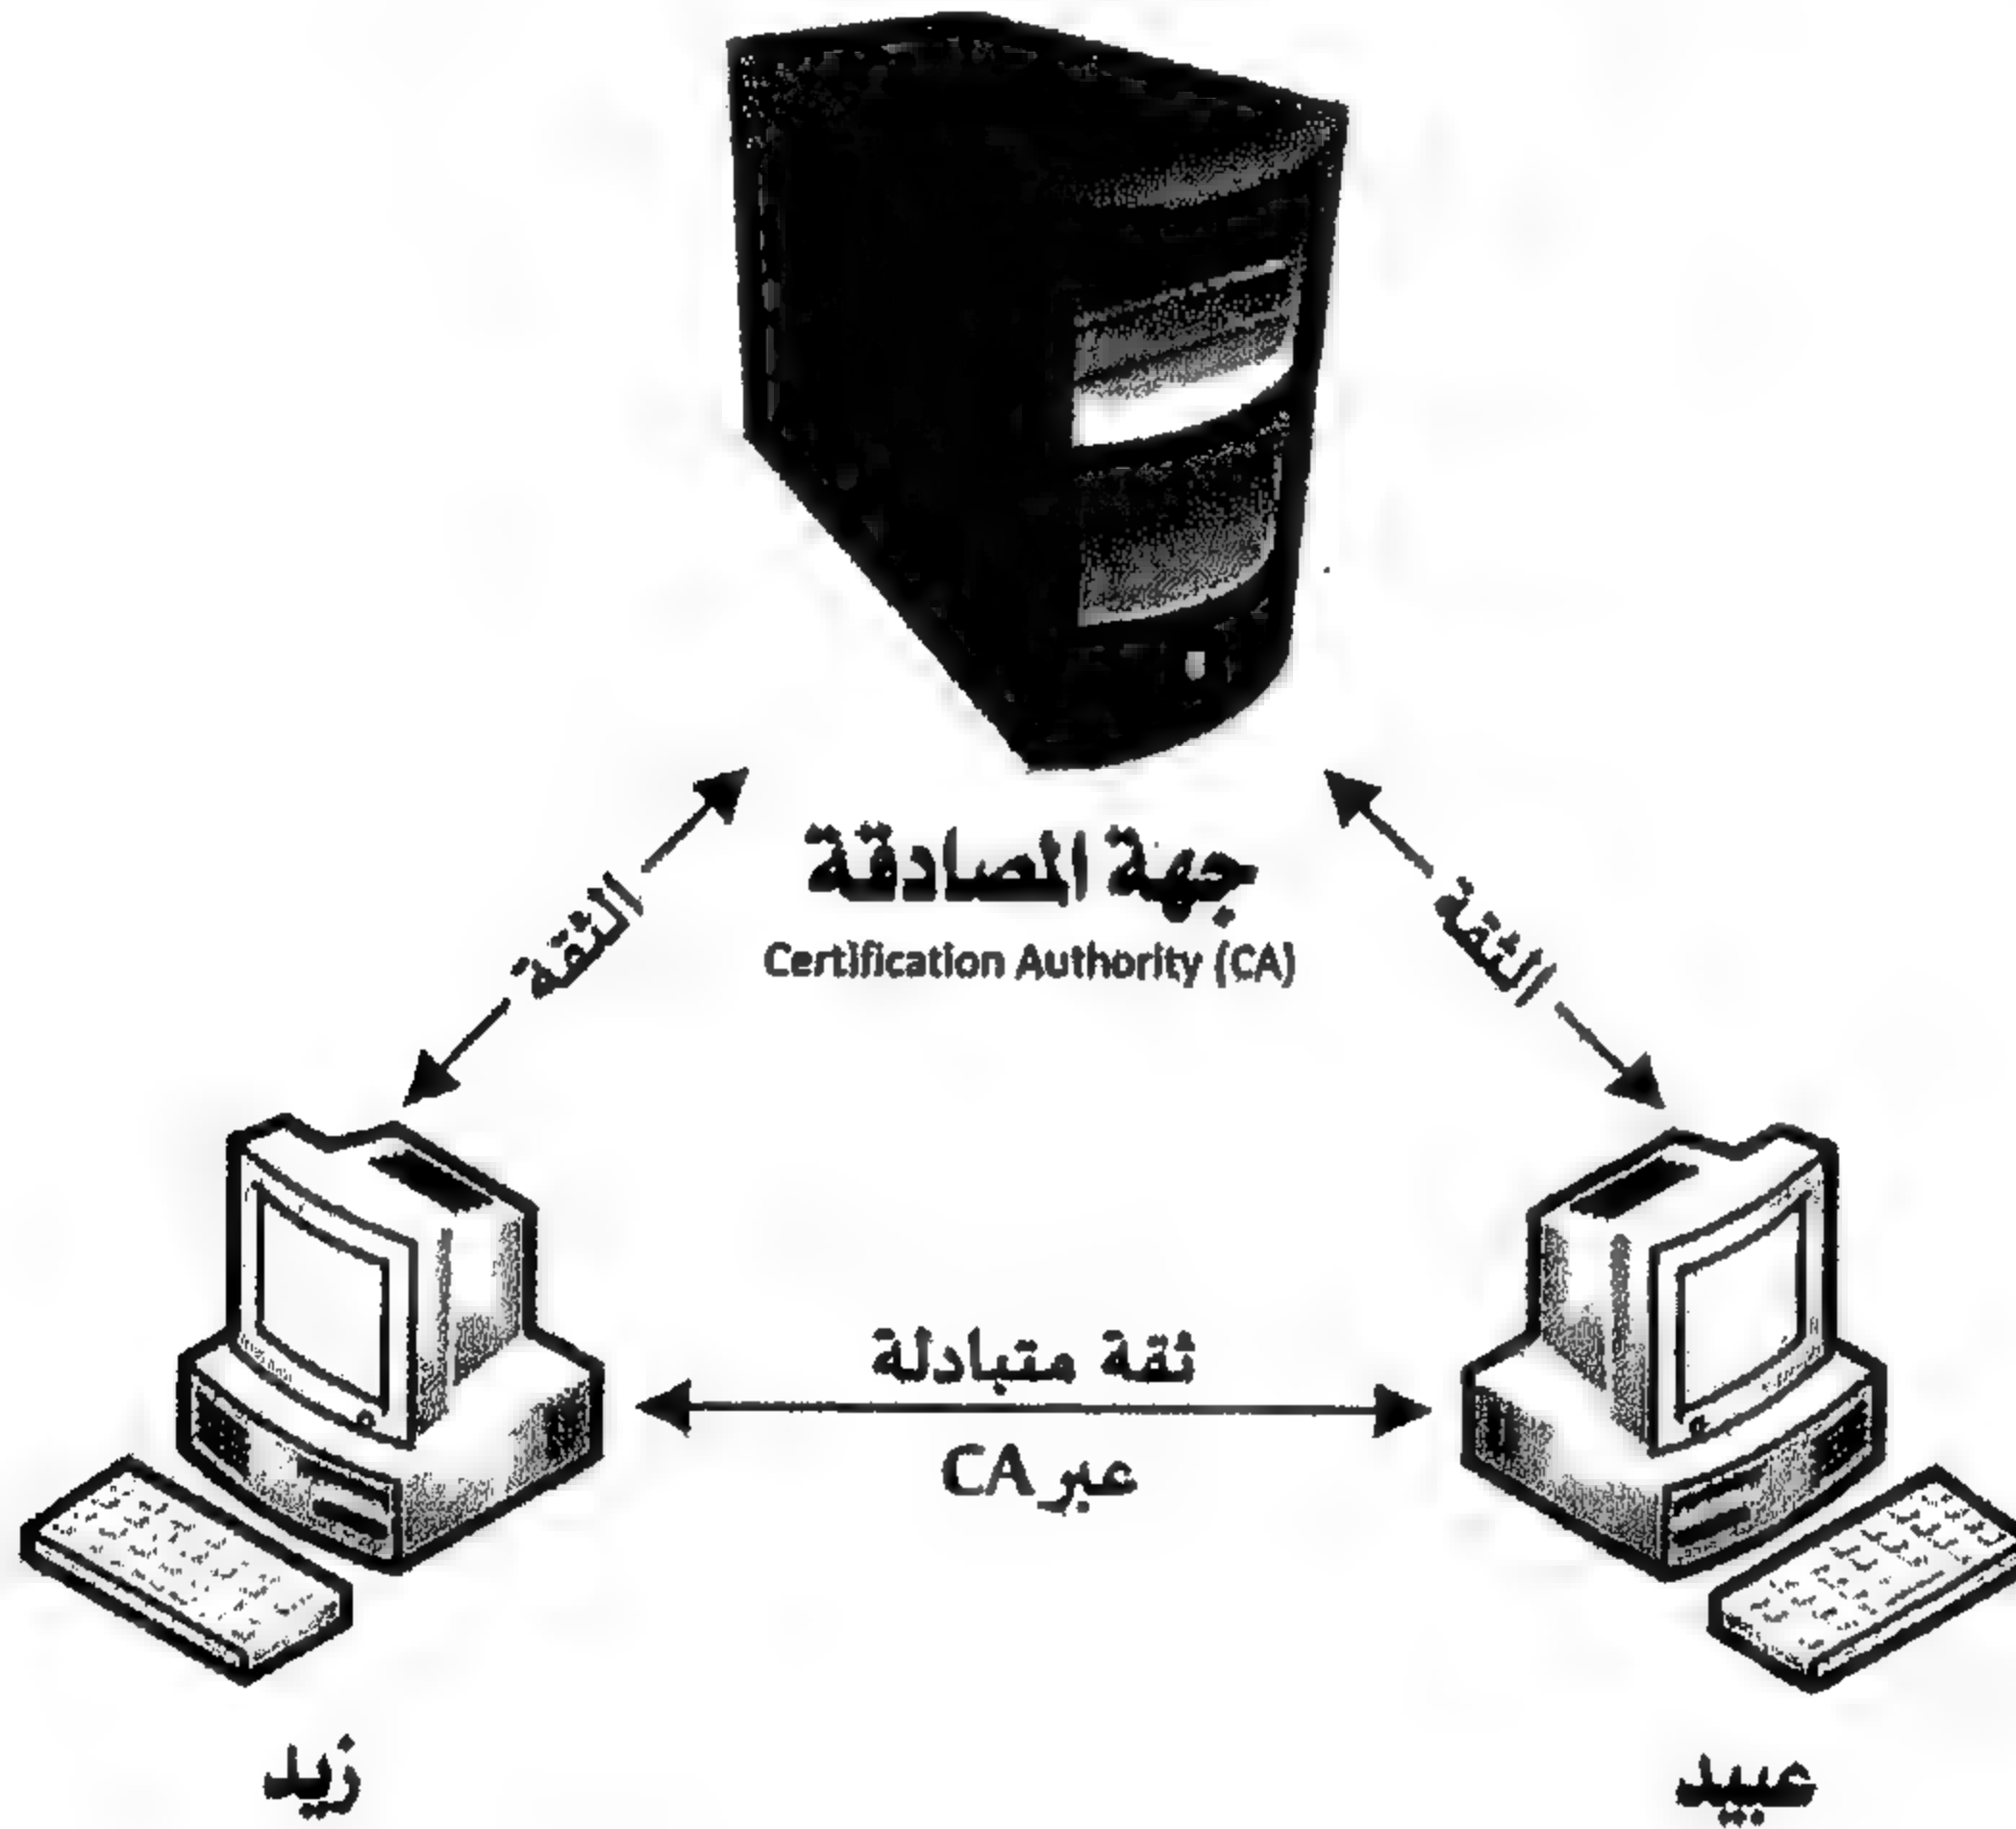 جهة المصادقة
Certification Authority (CA)
الثقة
الثقة
ثقة متبادلة
عبر CA
زيد
عبيد